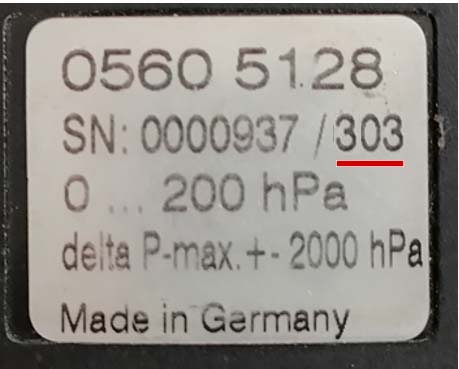 0560 5128
SN: 0000937 / 303
0 ... 200 hPa
delta P-max.+- 2000 hPa
Made in Germany